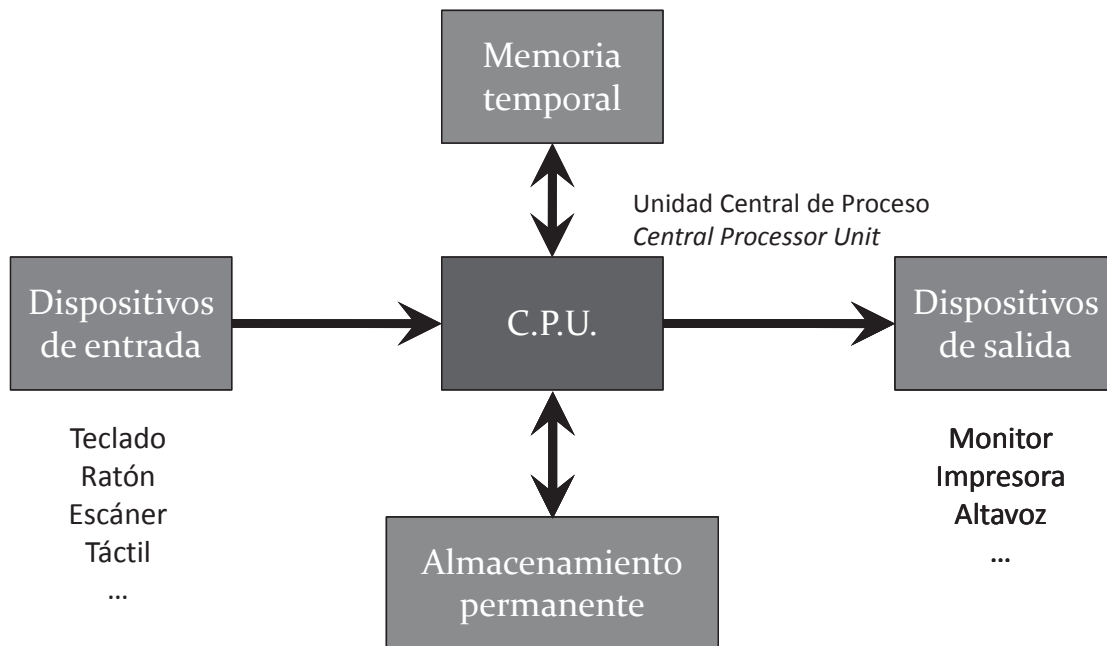 Memoria
temporal
Unidad Central de Proceso
Central Processor Unit
Dispositivos
de entrada
C.P.U.
Dispositivos
de salida
Teclado
Ratón
Escáner
Táctil
...
Monitor
Impresora
Altavoz
...
Almacenamiento
permanente